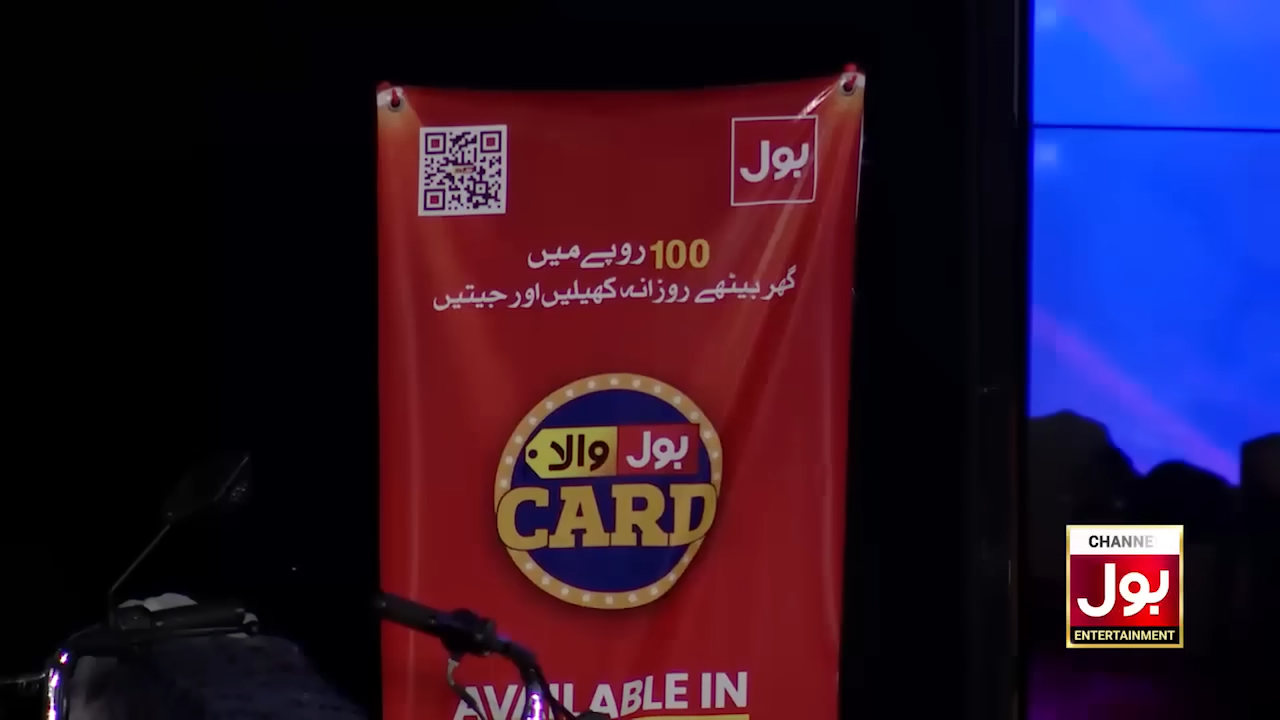 بول
100 روپے میں
گھر بیٹھے روزانہ کھیلیں اور جیتیں
بول والا
CARD
AVAILABLE IN
CHANNE
بول
ENTERTAINMENT